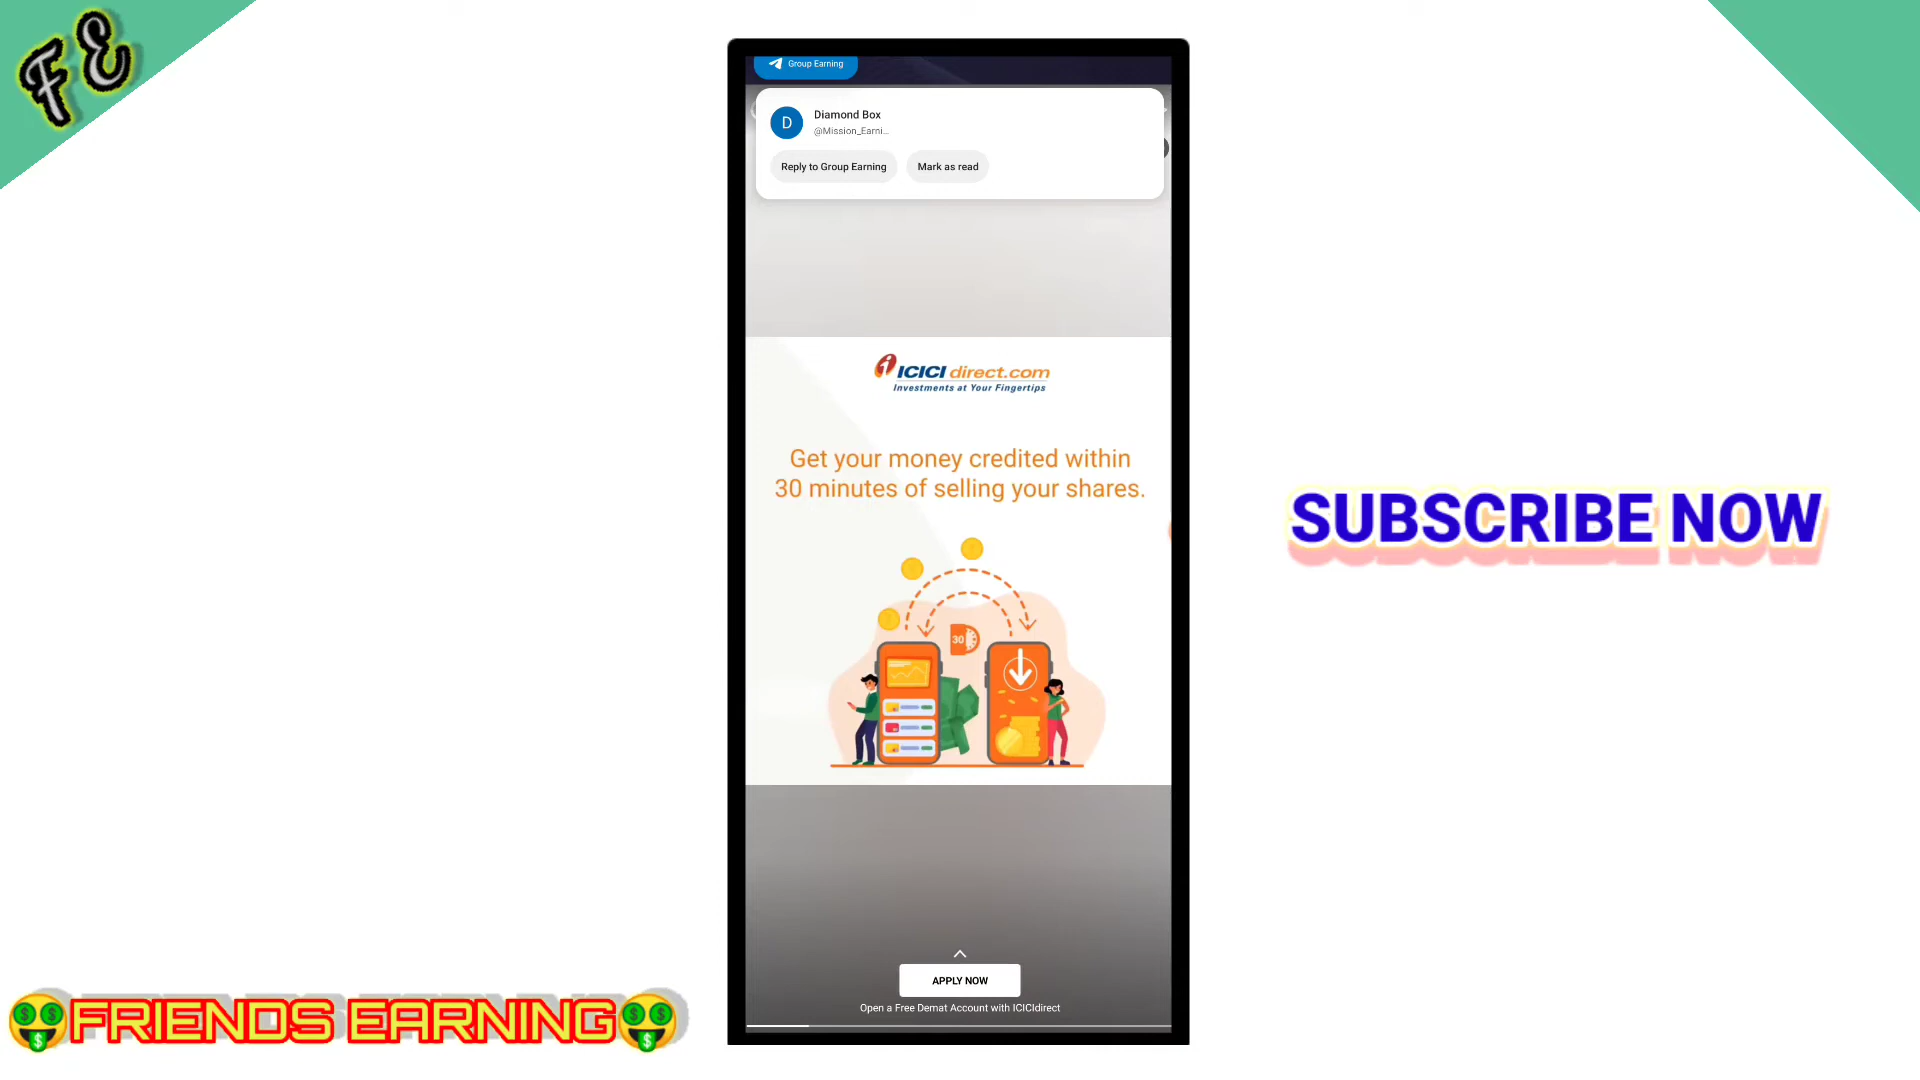 FE
Group Earning
D
Diamond Box
@Mission_Earni...
Reply to Group Earning
Mark as read
ICICI direct.com
Investments at Your Fingertips
Get your money credited within
30 minutes of selling your shares.
30
SUBSCRIBE NOW
APPLY NOW
Open a Free Demat Account with ICICIdirect
FRIENDS EARNING